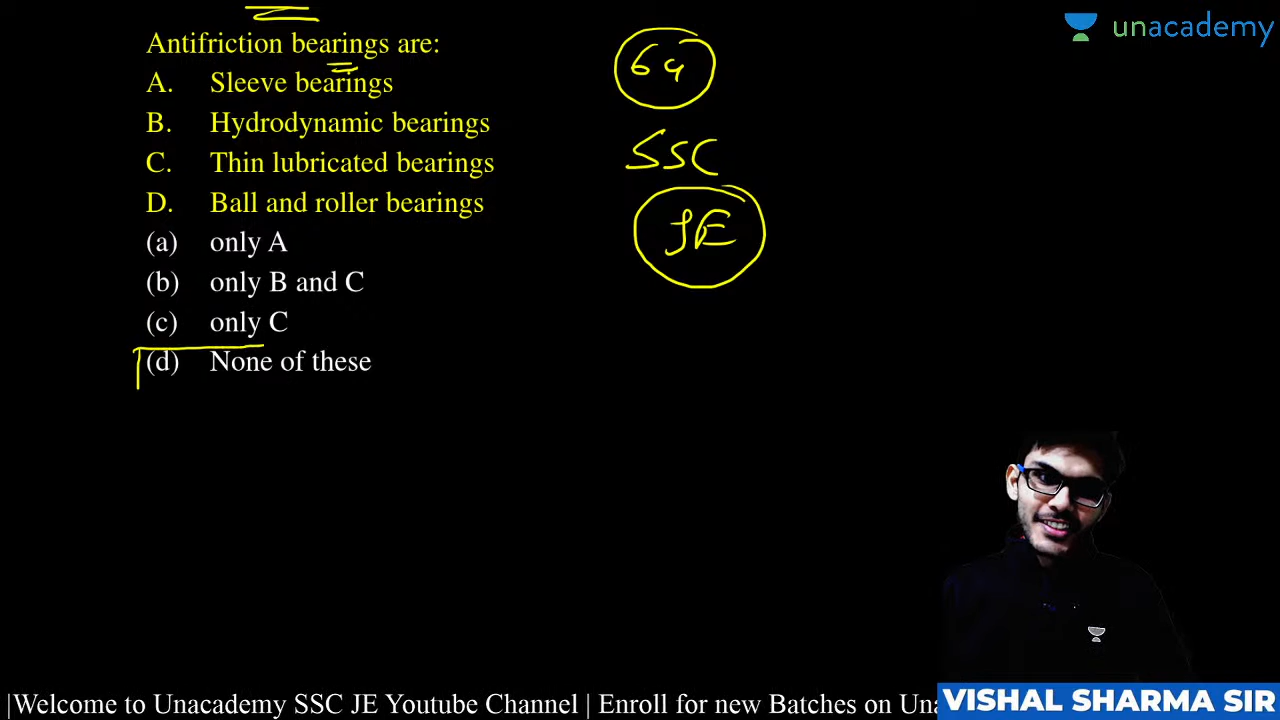 unacademy
Antifriction bearings are:
A. Sleeve bearings
B. Hydrodynamic bearings
C. Thin lubricated bearings
D. Ball and roller bearings
(a) only A
(b) only B and C
(c) only C
(d) None of these
64
SSC
JE
|Welcome to Unacademy SSC JE Youtube Channel | Enroll for new Batches on Una
VISHAL SHARMA SIR